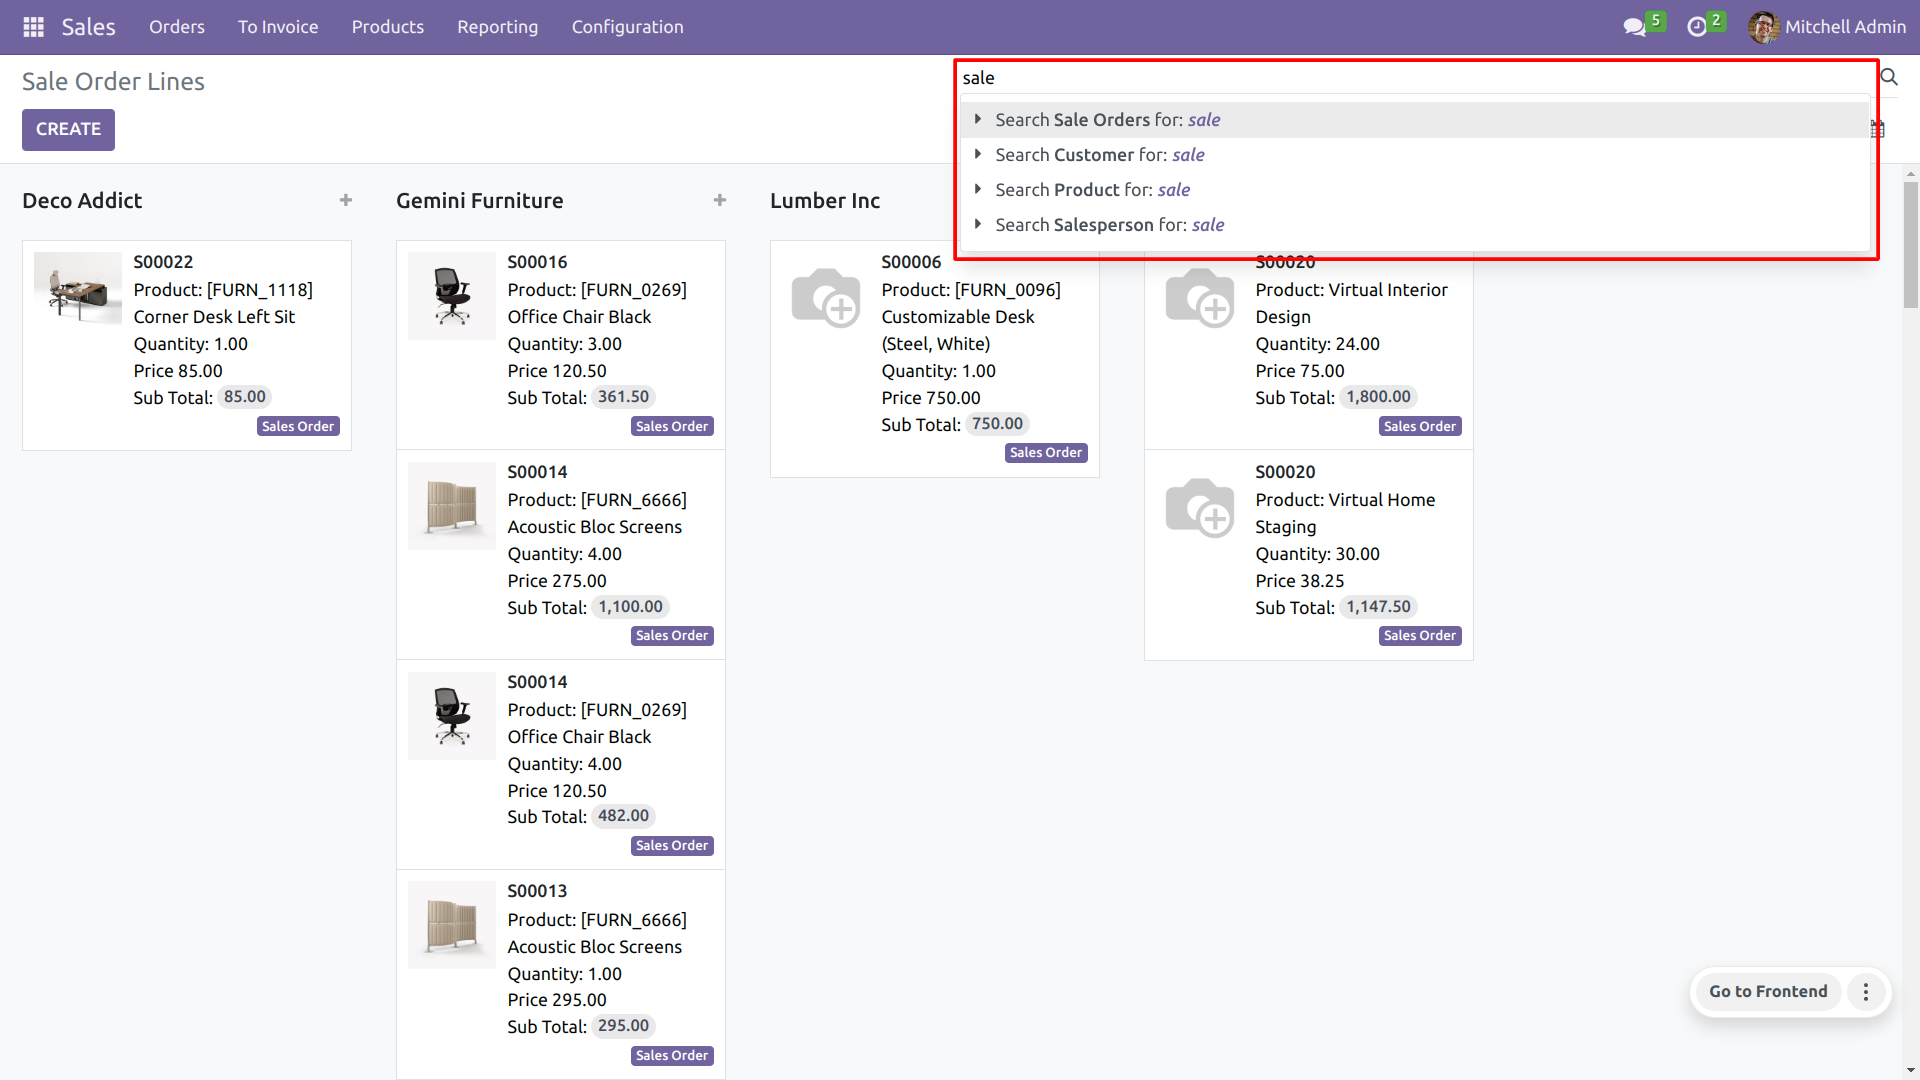 Sales Orders To Invoice Products Reporting Configuration 5 2 Mitchell Admin
Sale Order Lines
sale
CREATE
Search Sale Orders for: sale
Search Customer for: sale
Search Product for: sale
Search Salesperson for: sale
Deco Addict +
S00022
Product: [FURN_1118]
Corner Desk Left Sit
Quantity: 1.00
Price 85.00
Sub Total: 85.00
Sales Order
Gemini Furniture +
S00016
Product: [FURN_0269]
Office Chair Black
Quantity: 3.00
Price 120.50
Sub Total: 361.50
Sales Order
S00014
Product: [FURN_6666]
Acoustic Bloc Screens
Quantity: 4.00
Price 275.00
Sub Total: 1,100.00
Sales Order
S00014
Product: [FURN_0269]
Office Chair Black
Quantity: 4.00
Price 120.50
Sub Total: 482.00
Sales Order
S00013
Product: [FURN_6666]
Acoustic Bloc Screens
Quantity: 1.00
Price 295.00
Sub Total: 295.00
Sales Order
Lumber Inc
S00006
Product: [FURN_0096]
Customizable Desk
(Steel, White)
Quantity: 1.00
Price 750.00
Sub Total: 750.00
Sales Order
S00020
Product: Virtual Interior
Design
Quantity: 24.00
Price 75.00
Sub Total: 1,800.00
Sales Order
S00020
Product: Virtual Home
Staging
Quantity: 30.00
Price 38.25
Sub Total: 1,147.50
Sales Order
Go to Frontend